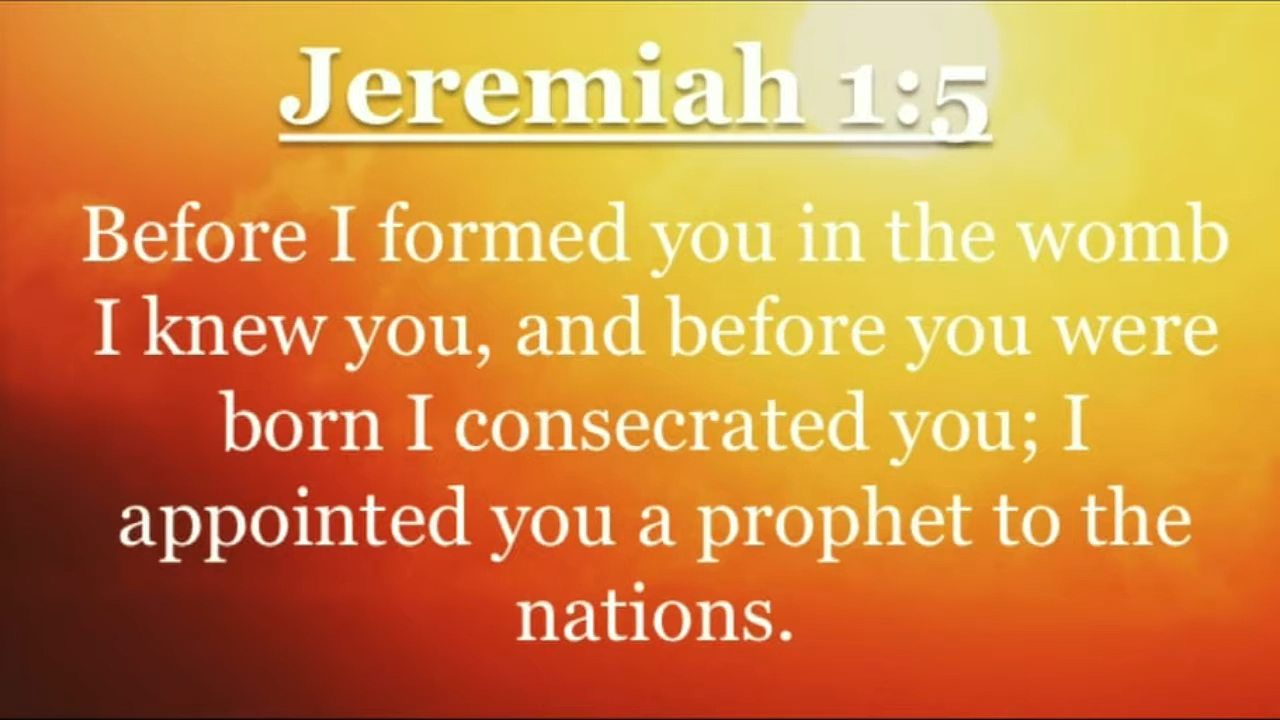 Jeremiah 1:5
Before I formed you in the womb
I knew you, and before you were
born I consecrated you; I
appointed you a prophet to the
nations.